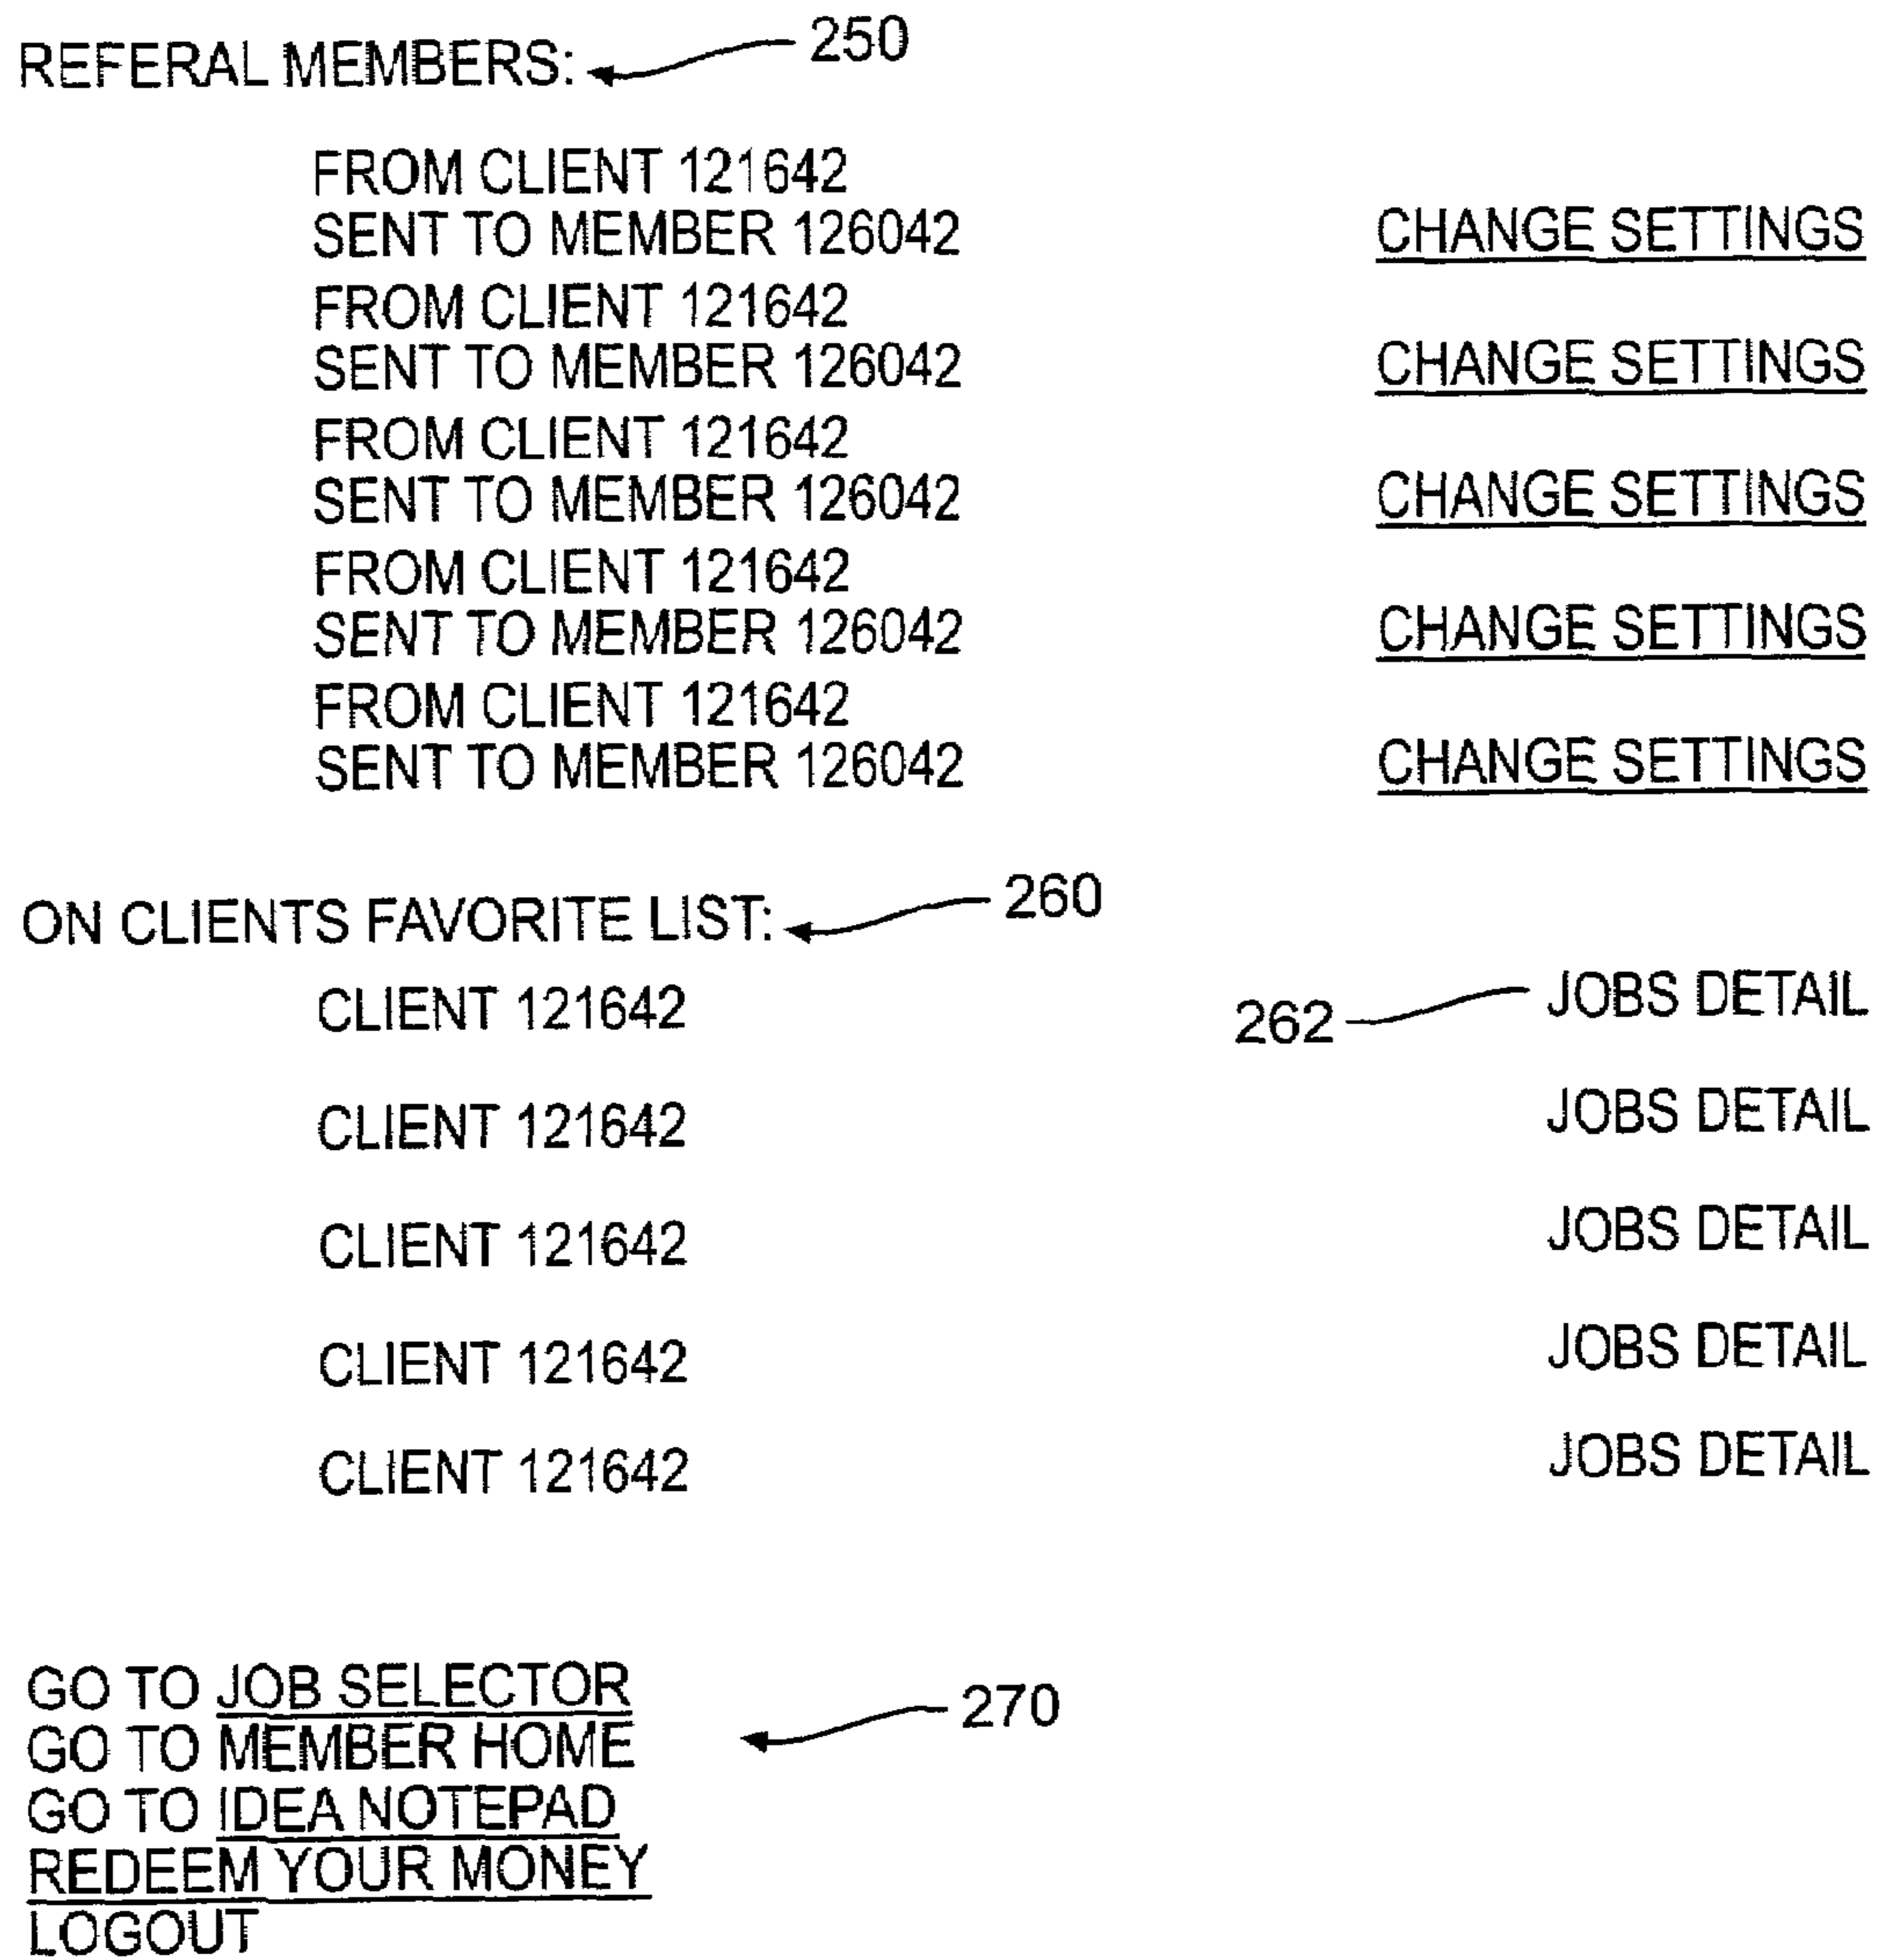 REFERAL MEMBERS: 250
FROM CLIENT 121642
SENT TO MEMBER 126042 CHANGE SETTINGS
FROM CLIENT 121642
SENT TO MEMBER 126042 CHANGE SETTINGS
FROM CLIENT 121642
SENT TO MEMBER 126042 CHANGE SETTINGS
FROM CLIENT 121642
SENT TO MEMBER 126042 CHANGE SETTINGS
FROM CLIENT 121642
SENT TO MEMBER 126042 CHANGE SETTINGS
ON CLIENTS FAVORITE LIST: 260
CLIENT 121642 262 JOBS DETAIL
CLIENT 121642 JOBS DETAIL
CLIENT 121642 JOBS DETAIL
CLIENT 121642 JOBS DETAIL
CLIENT 121642 JOBS DETAIL
GO TO JOB SELECTOR
GO TO MEMBER HOME 270
GO TO IDEA NOTEPAD
REDEEM YOUR MONEY
LOGOUT